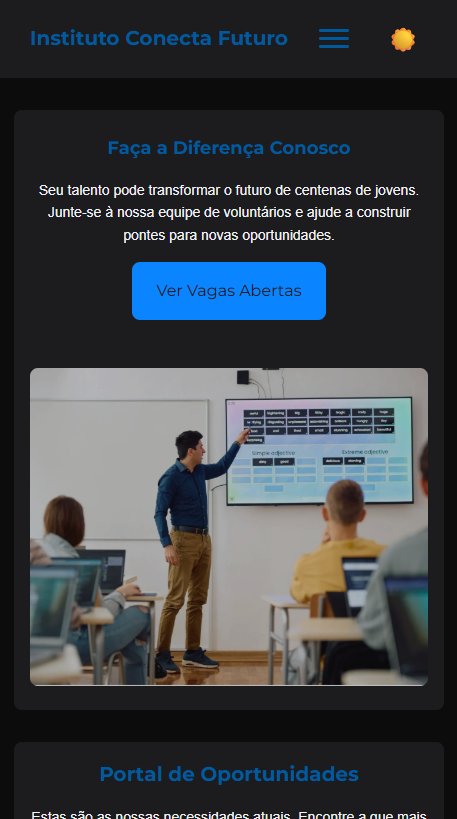 Instituto Conecta Futuro
Faça a Diferença Conosco
Seu talento pode transformar o futuro de centenas de jovens.
Junte-se à nossa equipe de voluntários e ajude a construir
pontes para novas oportunidades.
Ver Vagas Abertas
Simple adjective
Extreme adjective
Portal de Oportunidades
Estas são as nossas necessidades atuais. Encontre a que mais